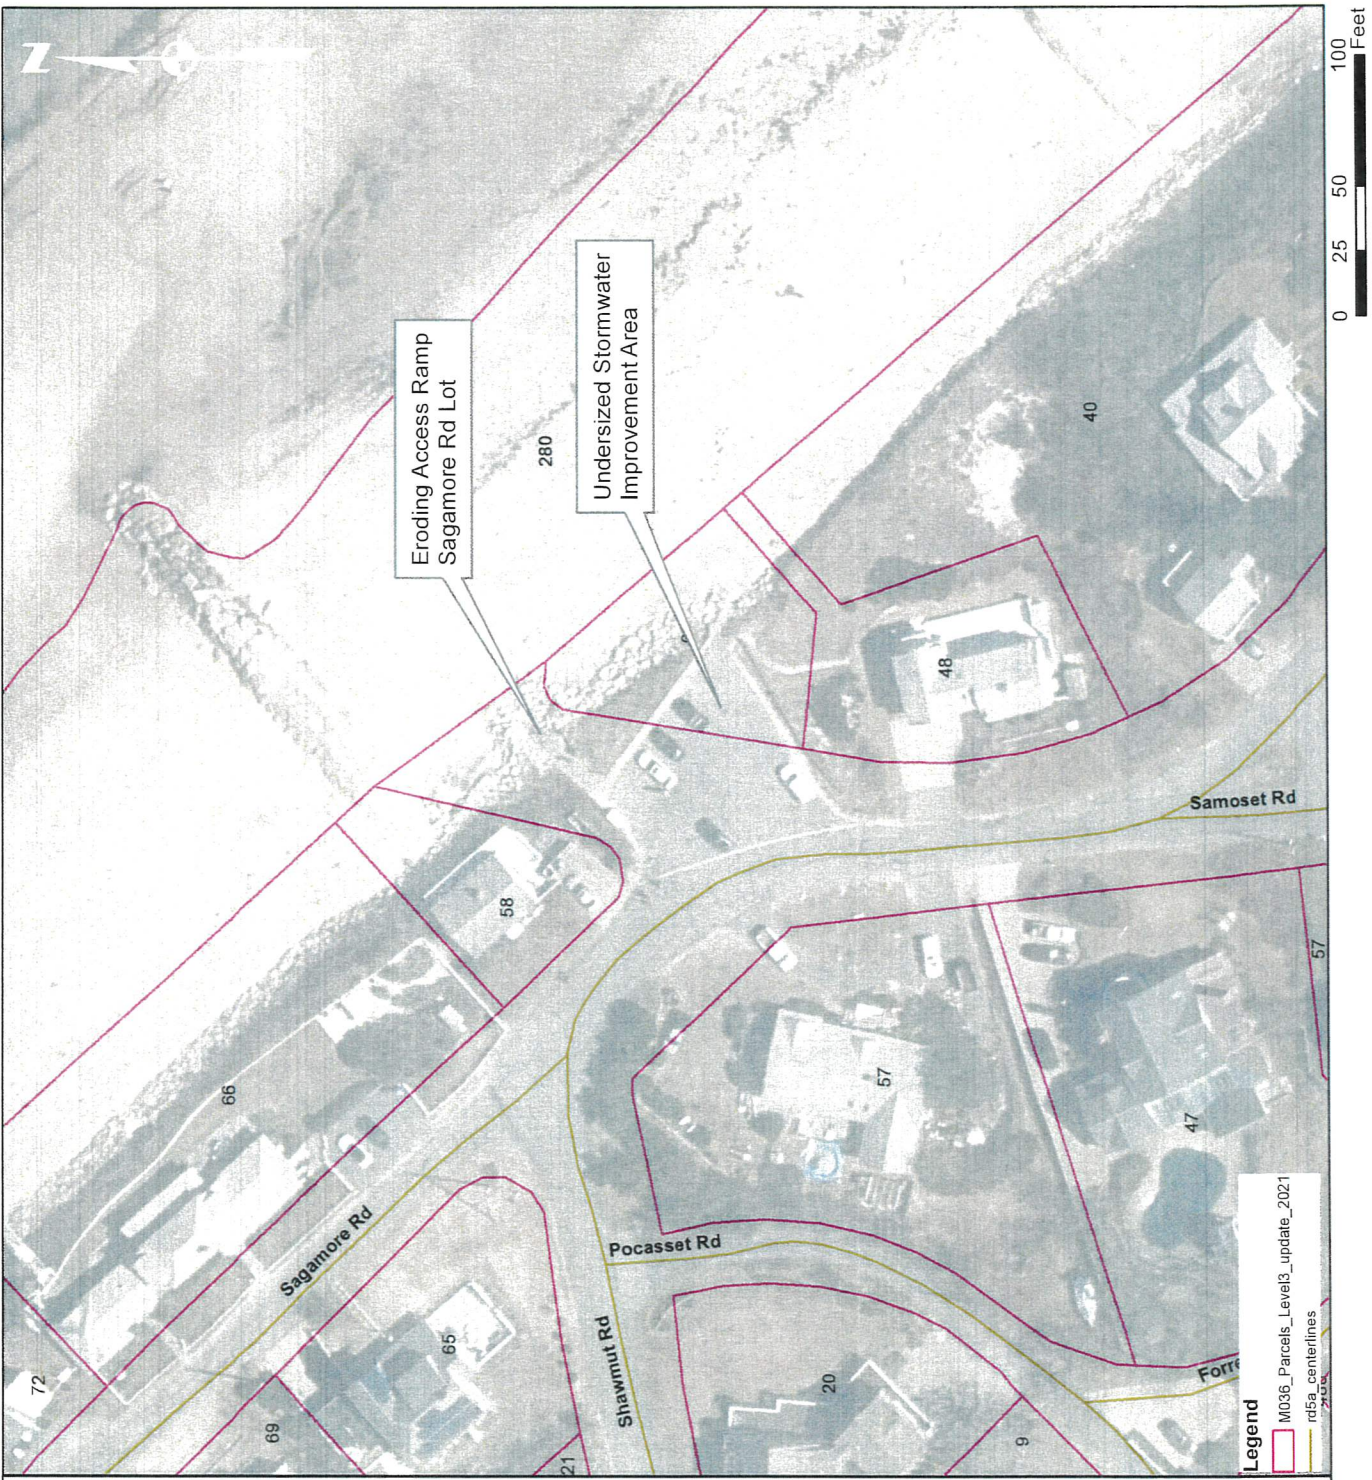 N
100
Feet
50
25
0
Eroding Access Ramp
Sagamore Rd Lot
Undersized Stormwater
Improvement Area
280
40
48
Samoset Rd
58
66
57
57
47
Sagamore Rd
Pocasset Rd
Shawmut Rd
72
65
69
21
20
9
Forre
Legend
M036_Parcels_Level3_update_2021
rd5a_centerlines